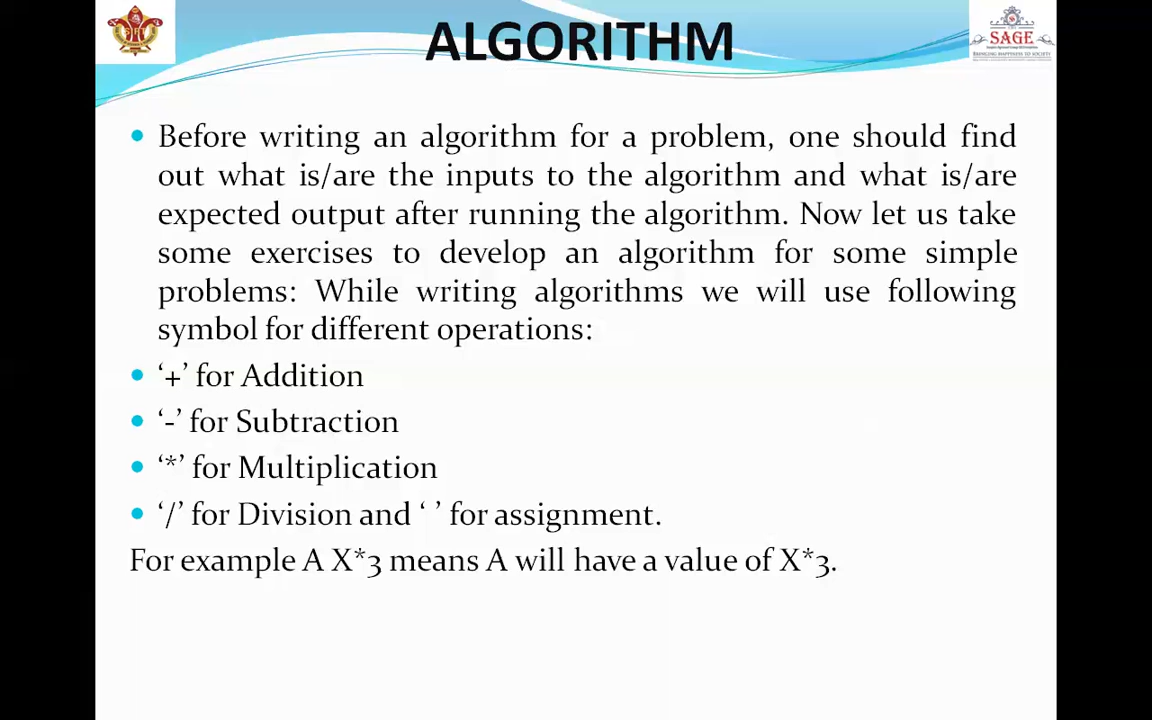 ALGORITHM
SAGE
• Before writing an algorithm for a problem, one should find
out what is/are the inputs to the algorithm and what is/are
expected output after running the algorithm. Now let us take
some exercises to develop an algorithm for some simple
problems: While writing algorithms we will use following
symbol for different operations:
• ‘+’ for Addition
• ‘-’ for Subtraction
• ‘*’ for Multiplication
• ‘/’ for Division and ‘ ’ for assignment.
For example A X*3 means A will have a value of X*3.